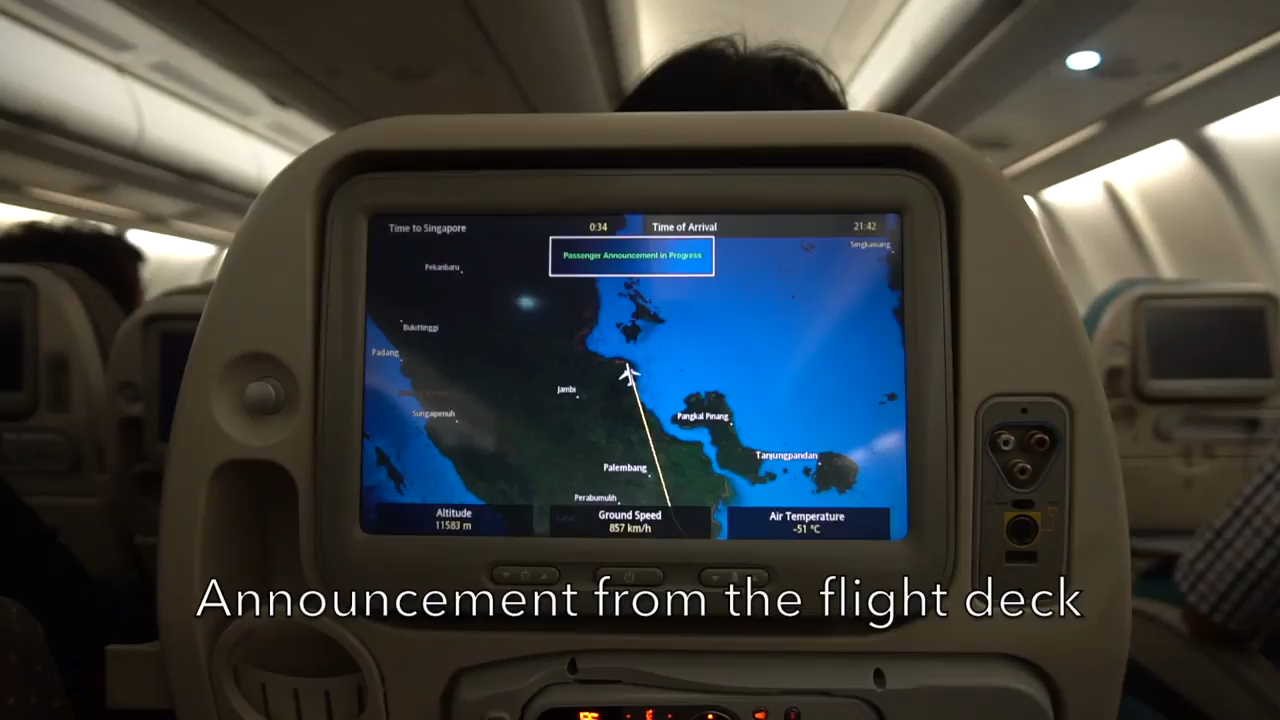 Time to Singapore 0:34 Time of Arrival 21:42
Passenger Announcement in Progress
Singkawang
Pekanbaru
Bukittinggi
Padang
Jambi
Sungaipenuh
Pangkal Pinang
Tanjungpandan
Palembang
Perabumulih
Altitude
11583 m
Ground Speed
857 km/h
Air Temperature
-51 °C
Announcement from the flight deck